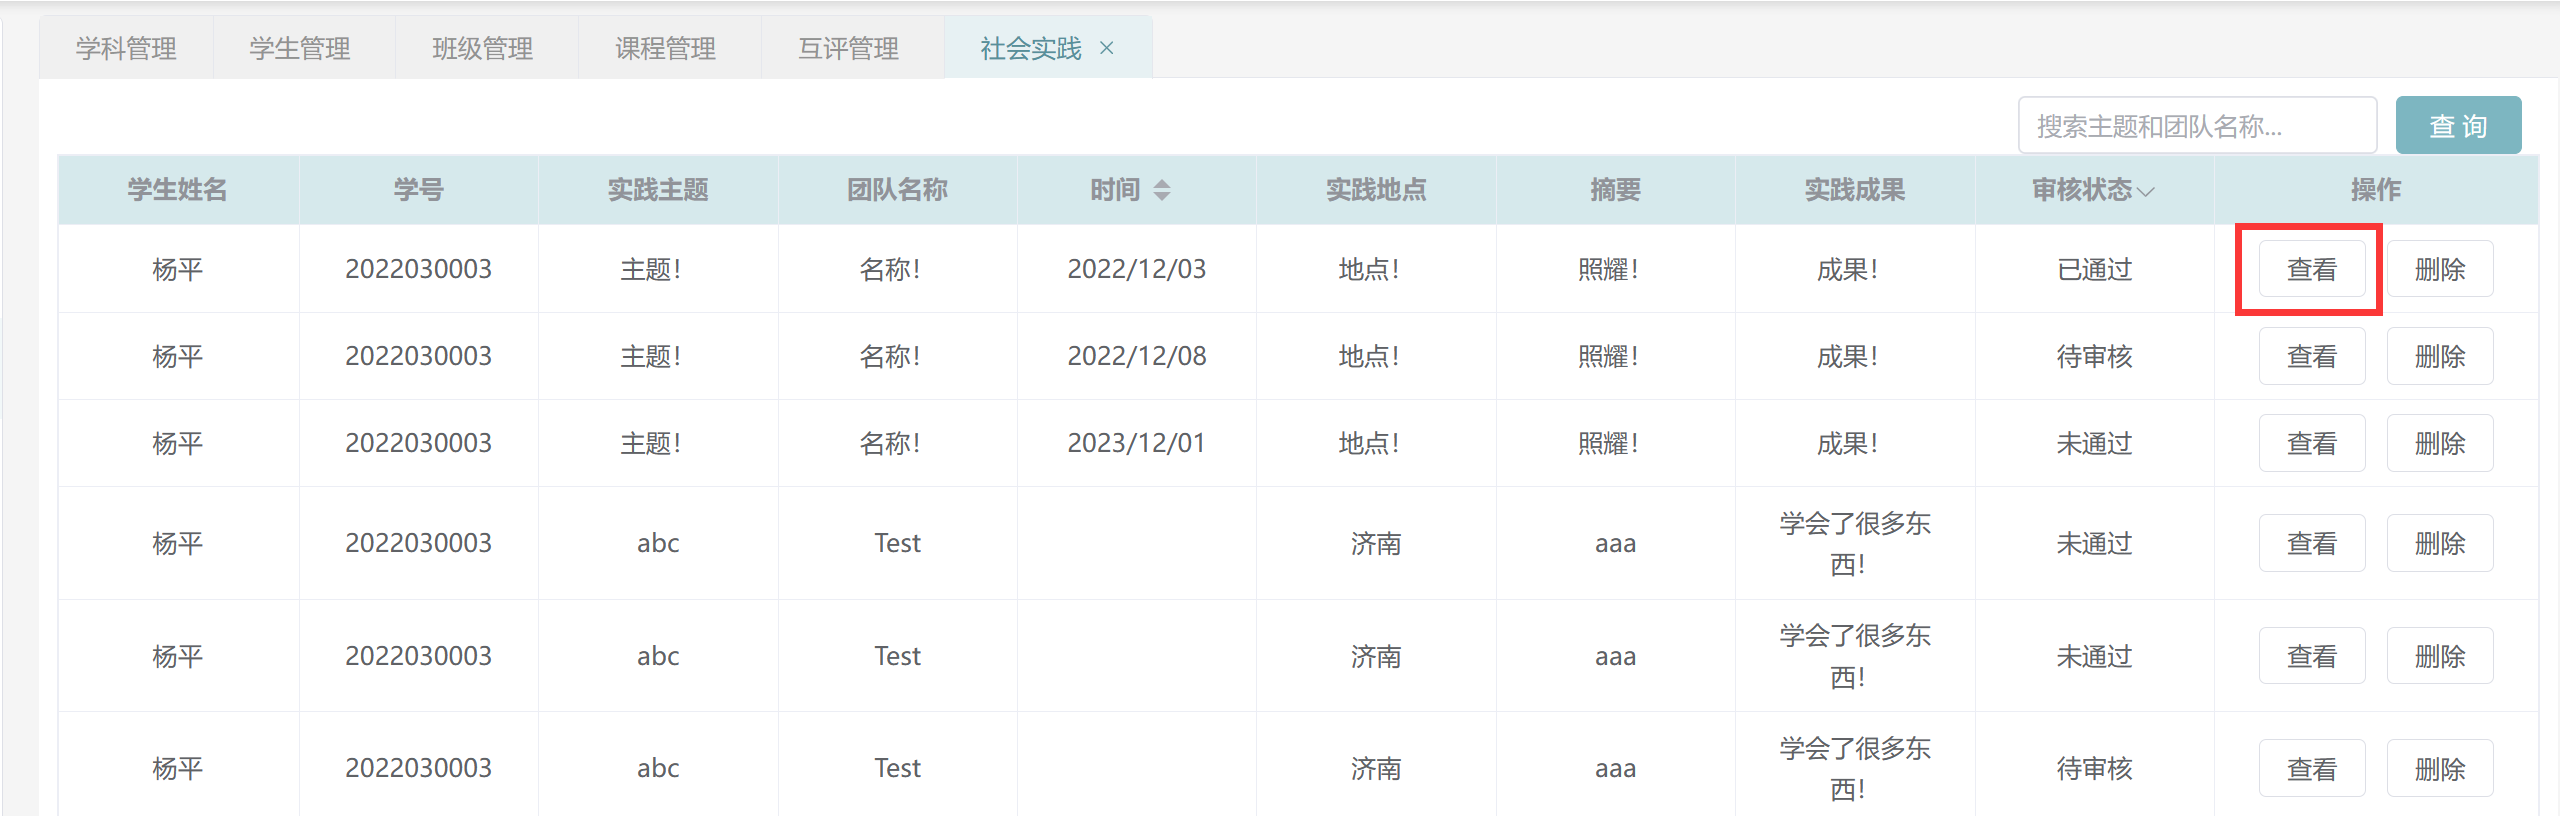 学科管理 学生管理 班级管理 课程管理 互评管理 社会实践 ×
搜索主题和团队名称... 查 询
学生姓名 学号 实践主题 团队名称 时间 实践地点 摘要 实践成果 审核状态 操作
杨平 2022030003 主题！ 名称！ 2022/12/03 地点！ 照耀！ 成果！ 已通过 查看 删除
杨平 2022030003 主题！ 名称！ 2022/12/08 地点！ 照耀！ 成果！ 待审核 查看 删除
杨平 2022030003 主题！ 名称！ 2023/12/01 地点！ 照耀！ 成果！ 未通过 查看 删除
杨平 2022030003 abc Test 济南 aaa 学会了很多东
西！ 未通过 查看 删除
杨平 2022030003 abc Test 济南 aaa 学会了很多东
西！ 未通过 查看 删除
杨平 2022030003 abc Test 济南 aaa 学会了很多东
西！ 待审核 查看 删除